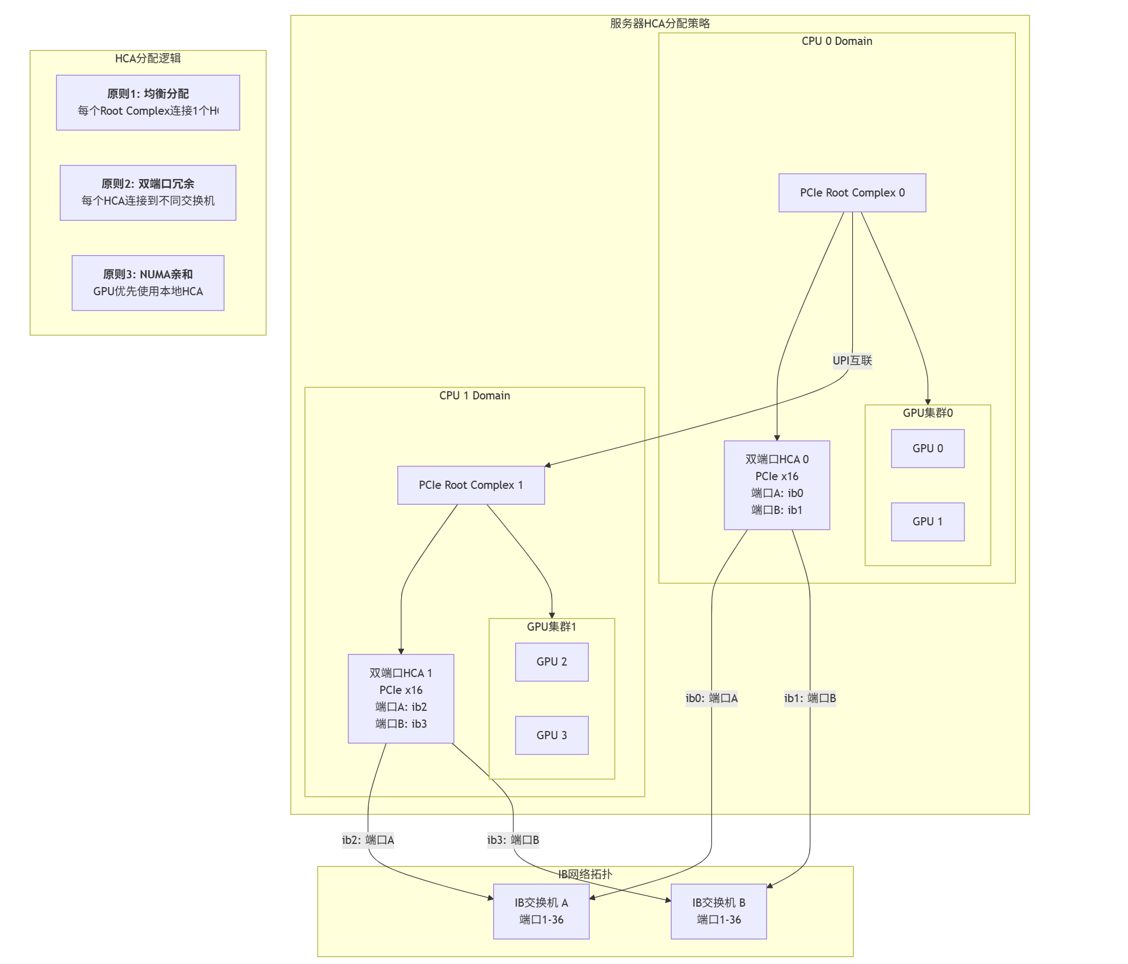 服务器HCA分配策略
CPU 0 Domain
HCA分配逻辑
原则1: 均衡分配
每个Root Complex连接1个HC
原则2: 双端口冗余
每个HCA连接到不同交换机
原则3: NUMA亲和
GPU优先使用本地HCA
PCIe Root Complex 0
UPI互联
CPU 1 Domain
GPU集群0
GPU 0
GPU 1
双端口HCA 0
PCIe x16
端口A: ib0
端口B: ib1
PCIe Root Complex 1
GPU集群1
GPU 2
GPU 3
双端口HCA 1
PCIe x16
端口A: ib2
端口B: ib3
ib0: 端口A
ib1: 端口B
ib2: 端口A
ib3: 端口B
IB网络拓扑
IB交换机 A
端口1-36
IB交换机 B
端口1-36